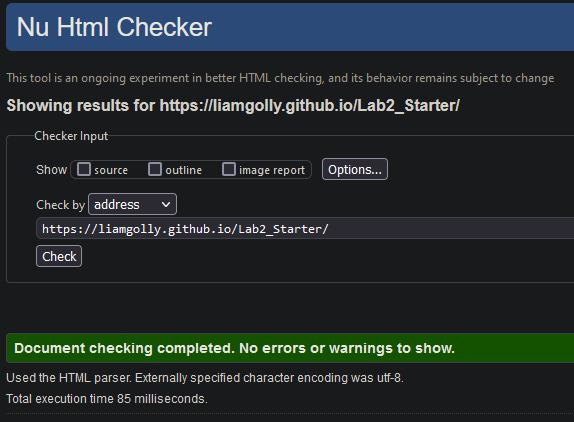 Nu Html Checker
This tool is an ongoing experiment in better HTML checking, and its behavior remains subject to change
Showing results for https://liamgolly.github.io/Lab2_Starter/
Checker Input
Show source outline image report Options...
Check by address
https://liamgolly.github.io/Lab2_Starter/
Check
Document checking completed. No errors or warnings to show.
Used the HTML parser. Externally specified character encoding was utf-8.
Total execution time 85 milliseconds.